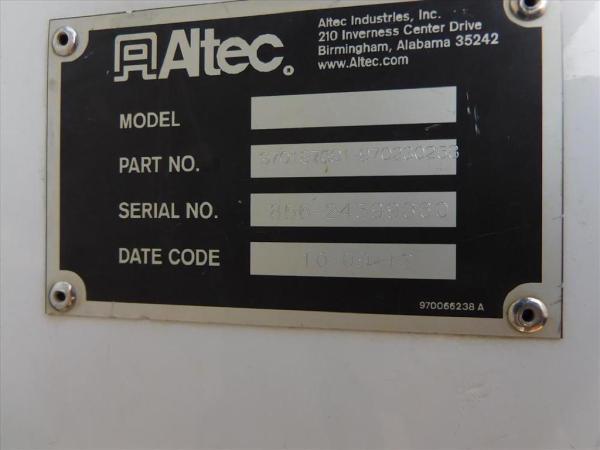 Altec
Altec Industries, Inc.
210 Inverness Center Drive
Birmingham, Alabama 35242
www.Altec.com
MODEL
PART NO.
SERIAL NO.
DATE CODE
970066238 A